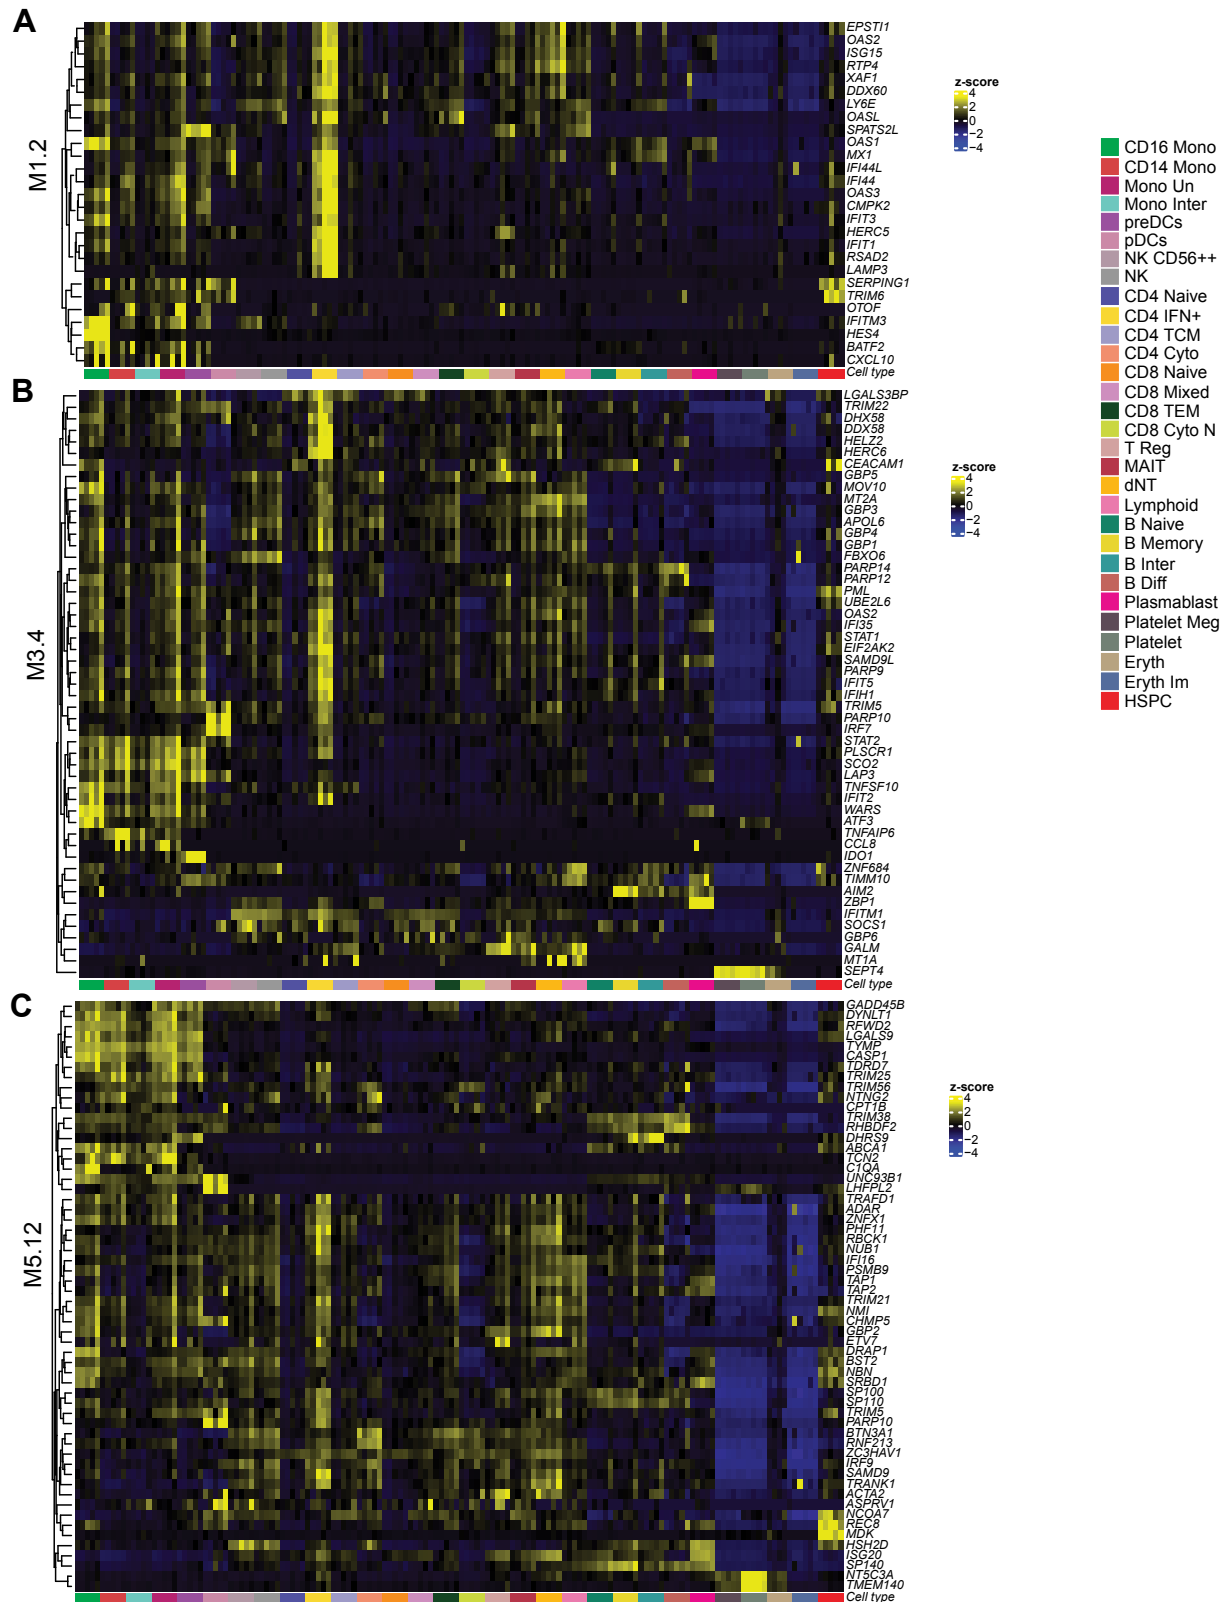 A
M1.2
EPSTI1
OAS2
ISG15
RTP4
XAF1
DDX60
LY6E
OASL
SPATS2L
OAS1
MX1
IFI44L
IFI44
OAS3
CMPK2
IFIT3
HERC5
IFIT1
RSAD2
LAMP3
SERPING1
TRIM6
OTOF
IFITM3
HES4
BATF2
CXCL10
Cell type
z-score
4
2
0
−2
−4
CD16 Mono
CD14 Mono
Mono Un
Mono Inter
preDCs
pDCs
NK CD56++
NK
CD4 Naive
CD4 IFN+
CD4 TCM
CD4 Cyto
CD8 Naive
CD8 Mixed
CD8 TEM
CD8 Cyto N
T Reg
MAIT
dNT
Lymphoid
B Naive
B Memory
B Inter
B Diff
Plasmablast
Platelet Meg
Platelet
Eryth
Eryth Im
HSPC
B
M3.4
LGALS3BP
TRIM22
DHX58
DDX58
HELZ2
HERC6
CEACAM1
GBP5
MOV10
MT2A
GBP3
APOL6
GBP4
GBP1
FBXO6
PARP14
PARP12
PML
UBE2L6
OAS2
IFI35
STAT1
EIF2AK2
SAMD9L
PARP9
IFIT5
IFIH1
TRIM5
PARP10
IRF7
STAT2
PLSCR1
SCO2
LAP3
TNFSF10
IFIT2
WARS
ATF3
TNFAIP6
CCL8
IDO1
ZNF684
TIMM10
AIM2
ZBP1
IFITM1
SOCS1
GBP6
GALM
MT1A
SEPT4
Cell type
z-score
4
2
0
−2
−4
C
M5.12
GADD45B
DYNLT1
RFWD2
LGALS9
TYMP
CASP1
TDRD7
TRIM25
TRIM56
NTNG2
CPT1B
TRIM38
RHBDF2
DHRS9
ABCA1
TCN2
C1QA
UNC93B1
LHFPL2
TRAFD1
ADAR
ZNFX1
PHF11
RBCK1
NUB1
IFI16
PSMB9
TAP1
TAP2
TRIM21
NMI
CHMP5
GBP2
ETV7
DRAP1
BST2
NBN
SRBD1
SP100
SP110
TRIM5
PARP10
BTN3A1
RNF213
ZC3HAV1
IRF9
SAMD9
TRANK1
ACTA2
ASPRV1
NCOA7
REC8
MDK
HSH2D
ISG20
SP140
NT5C3A
TMEM140
Cell type
z-score
4
2
0
−2
−4